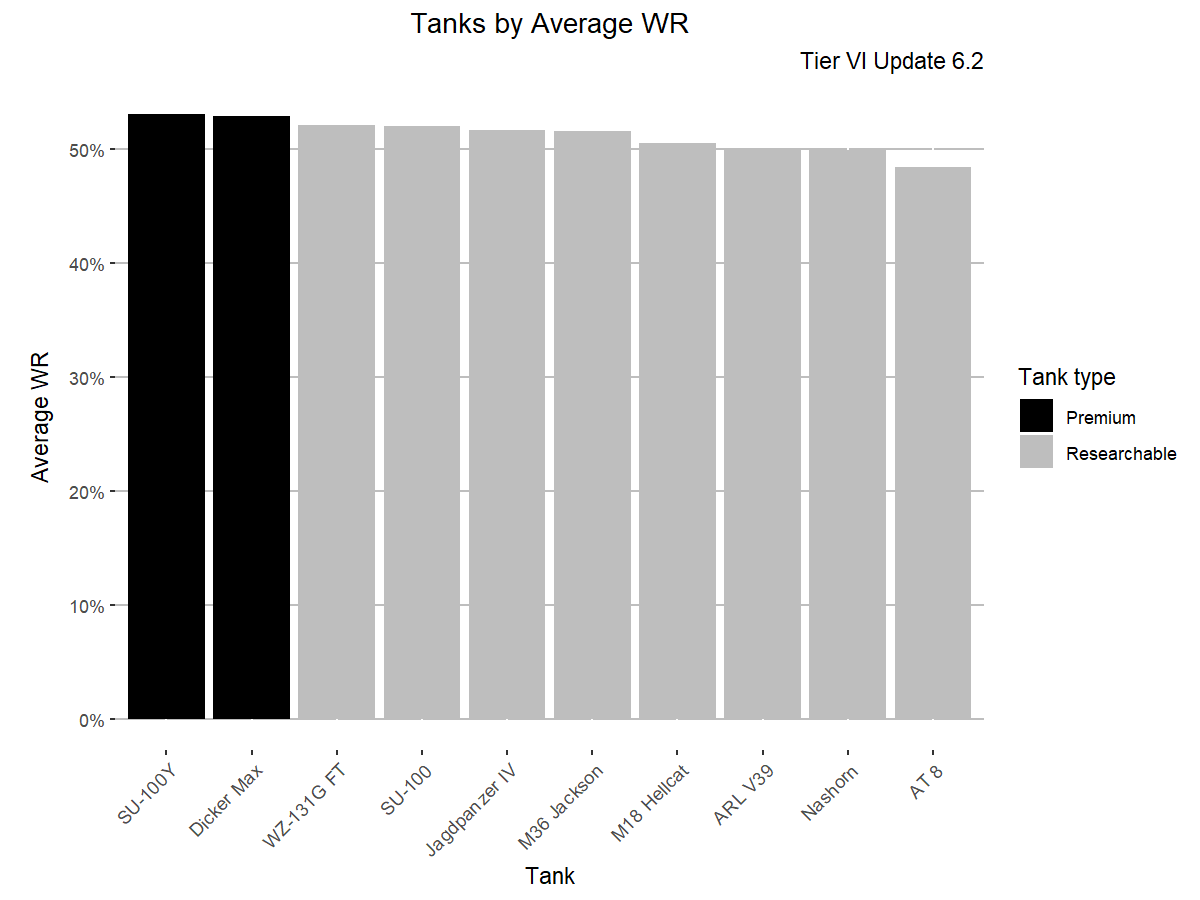 Tanks by Average WR
Tier VI Update 6.2
50%
40%
30%
20%
10%
0%
Average WR
SU-100Y
Dicker Max
WZ-131G FT
SU-100
Jagdpanzer IV
M36 Jackson
M18 Hellcat
ARL V39
Nashorn
AT 8
Tank
Tank type
Premium
Researchable